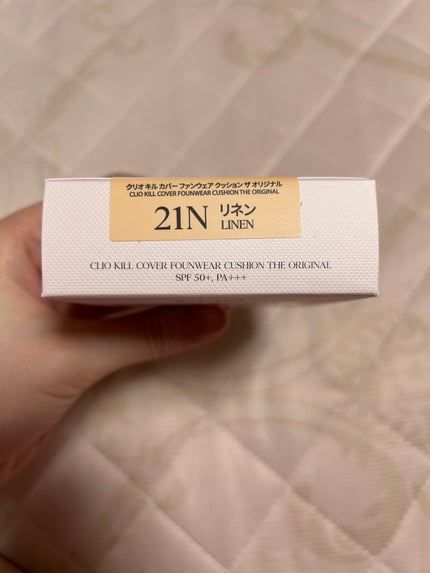 クリオ キル カバー ファンウェア クッション ザ オリジナル
CLIO KILL COVER FOUNWEAR CUSHION THE ORIGINAL
21N リネン
LINEN
CLIO KILL COVER FOUNWEAR CUSHION THE ORIGINAL
SPF 50+, PA+++